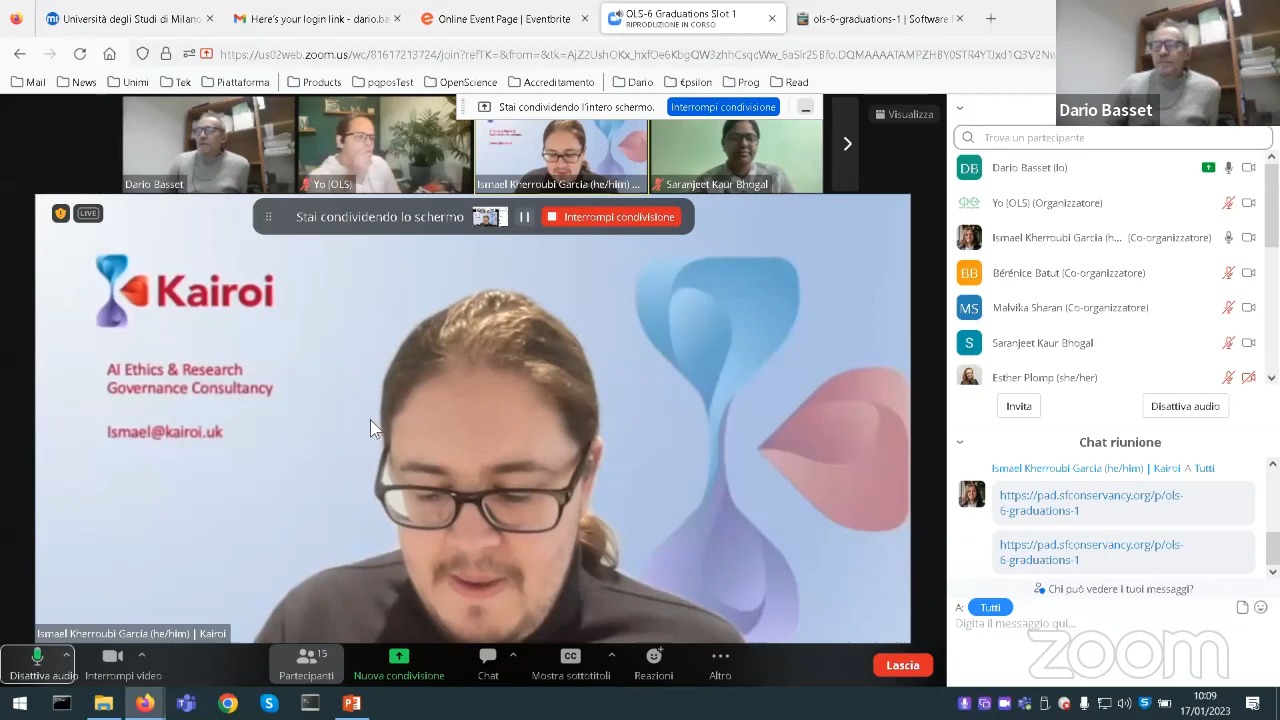 Università degli Studi di Milano
Here's your login link - dario.ba
Online Event Page | Eventbrite
OLS-6 Graduations Slot 1
RIPRODUZIONE IN CORSO
ols-6-graduations-1 | Software
Mail
News
Unimi
Tek
Piattaforma
Products
poposTest
OpenScience
Accreditamento
Dario
€psilon
Prog
Read
Dario Basset
Stai condividendo l'intero schermo.
Interrompi condivisione
Visualizza
Dario Basset
Yo (OLS)
Ismael Kherroubi Garcia (he/him) ...
Saranjeet Kaur Bhogal
LIVE
Stai condividendo lo schermo
Interrompi condivisione
Kairoi
AI Ethics & Research
Governance Consultancy
Ismael@kairoi.uk
Ismael Kherroubi Garcia (he/him) | Kairoi
Trova un partecipante
DB
Dario Basset (Io)
Yo (OLS) (Organizzatore)
Ismael Kherroubi Garcia (h... (Co-organizzatore)
BB
Bérénice Batut (Co-organizzatore)
MS
Malvika Sharan (Co-organizzatore)
S
Saranjeet Kaur Bhogal
Esther Plomp (she/her)
Invita
Disattiva audio
Chat riunione
Ismael Kherroubi Garcia (he/him) | Kairoi A Tutti
https://pad.sfconservancy.org/p/ols-
6-graduations-1
https://pad.sfconservancy.org/p/ols-
6-graduations-1
Chi può vedere i tuoi messaggi?
A: Tutti
Digita il messaggio qui...
zoom
Disattiva audio
Interrompi video
15
Partecipanti
Nuova condivisione
Chat
CC
Mostra sottotitoli
Reazioni
Altro
Lascia
10:09
17/01/2023